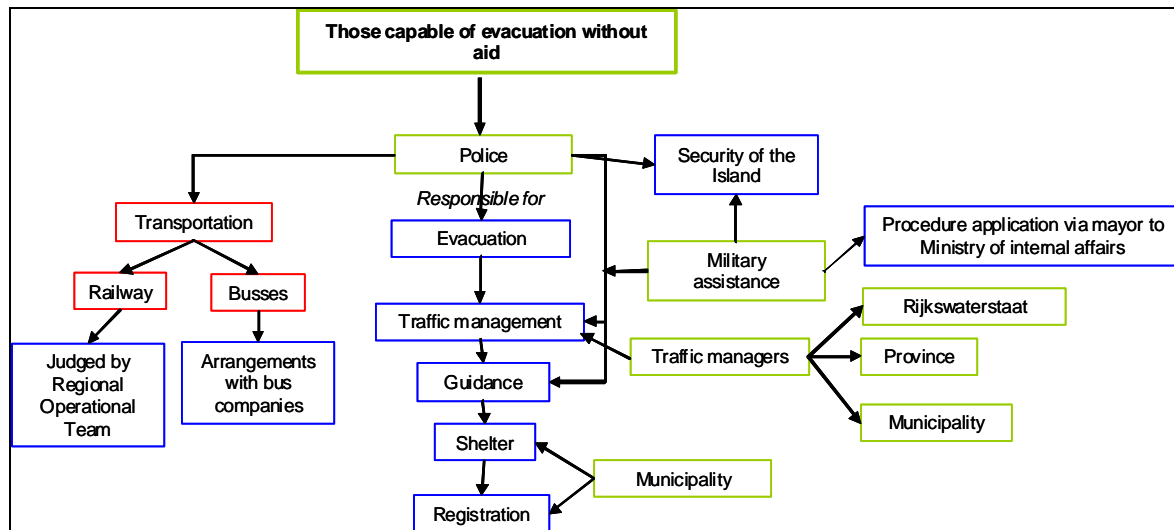 Those capable of evacuation without
aid
Police
Security of the
Island
Responsible for
Transportation
Evacuation
Military
assistance
Procedure application via mayor to
Ministry of internal affairs
Railway
Busses
Traffic management
Traffic managers
Rijkswaterstaat
Province
Municipality
Judged by
Regional
Operational
Team
Arrangements
with bus
companies
Guidance
Shelter
Municipality
Registration